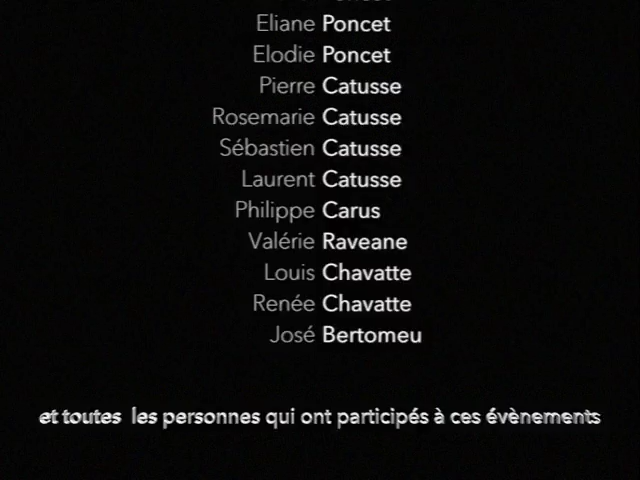 Eliane Poncet
Elodie Poncet
Pierre Catusse
Rosemarie Catusse
Sébastien Catusse
Laurent Catusse
Philippe Carus
Valérie Raveane
Louis Chavatte
Renée Chavatte
José Bertomeu
et toutes les personnes qui ont participés à ces évènements